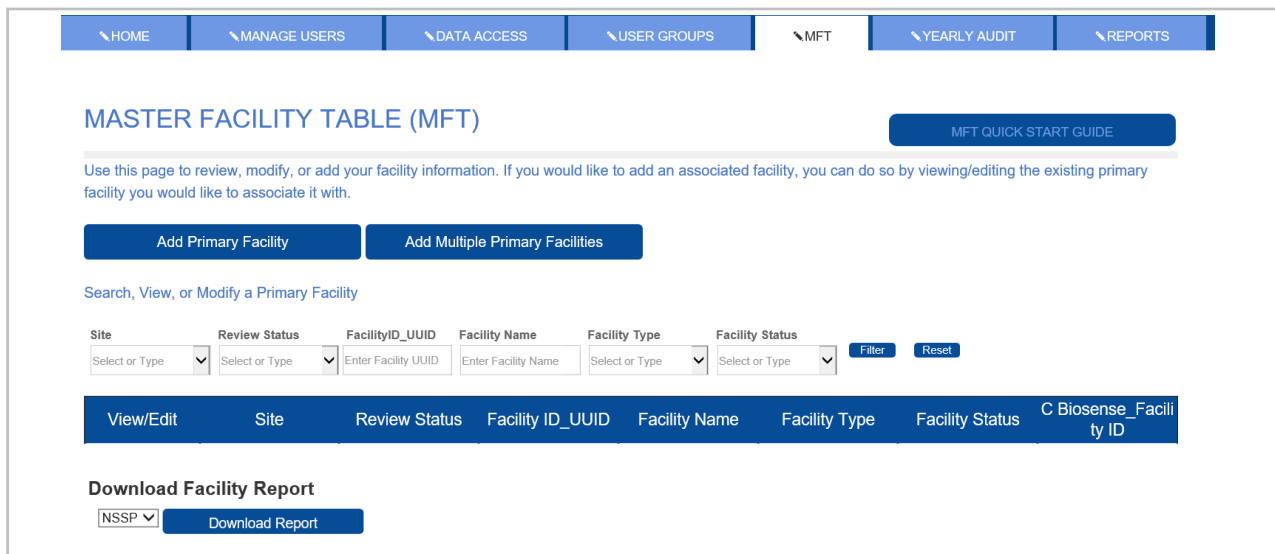 HOME MANAGE USERS DATA ACCESS USER GROUPS MFT YEARLY AUDIT REPORTS
MASTER FACILITY TABLE (MFT)
MFT QUICK START GUIDE
Use this page to review, modify, or add your facility information. If you would like to add an associated facility, you can do so by viewing/editing the existing primary
facility you would like to associate it with.
Add Primary Facility Add Multiple Primary Facilities
Search, View, or Modify a Primary Facility
Site Review Status FacilityID_UUID Facility Name Facility Type Facility Status
Select or Type Select or Type Enter Facility UUID Enter Facility Name Select or Type Select or Type Filter Reset
View/Edit Site Review Status Facility ID_UUID Facility Name Facility Type Facility Status C Biosense_Facili
ty ID
Download Facility Report
NSSP Download Report